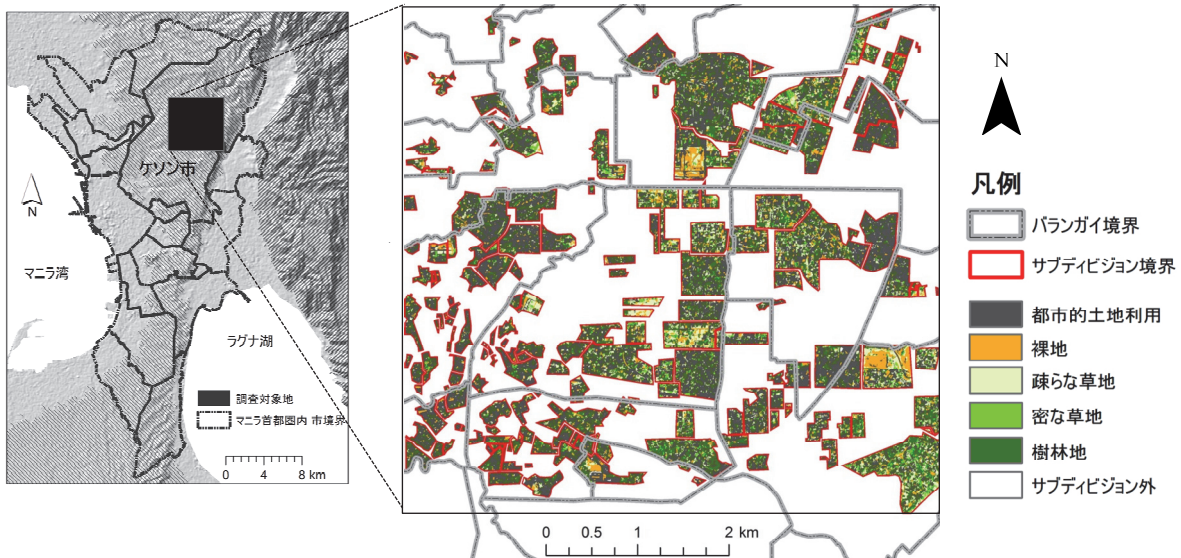 ケソン市
N
マニラ湾
ラグナ湖
調査対象地
マニラ首都圏内 市境界
0 4 8 km
0 0.5 1 2 km
N
凡例
バランガイ境界
サブディビジョン境界
都市的土地利用
裸地
疎らな草地
密な草地
樹林地
サブディビジョン外